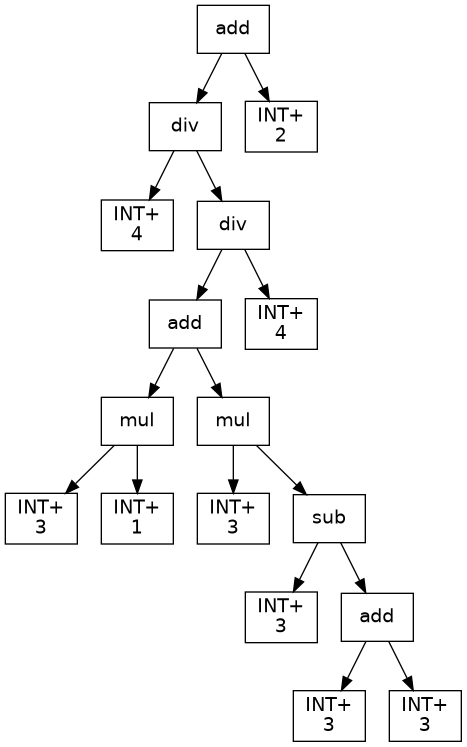 add
div
INT+
2
INT+
4
div
add
INT+
4
mul
mul
INT+
3
INT+
1
INT+
3
sub
INT+
3
add
INT+
3
INT+
3